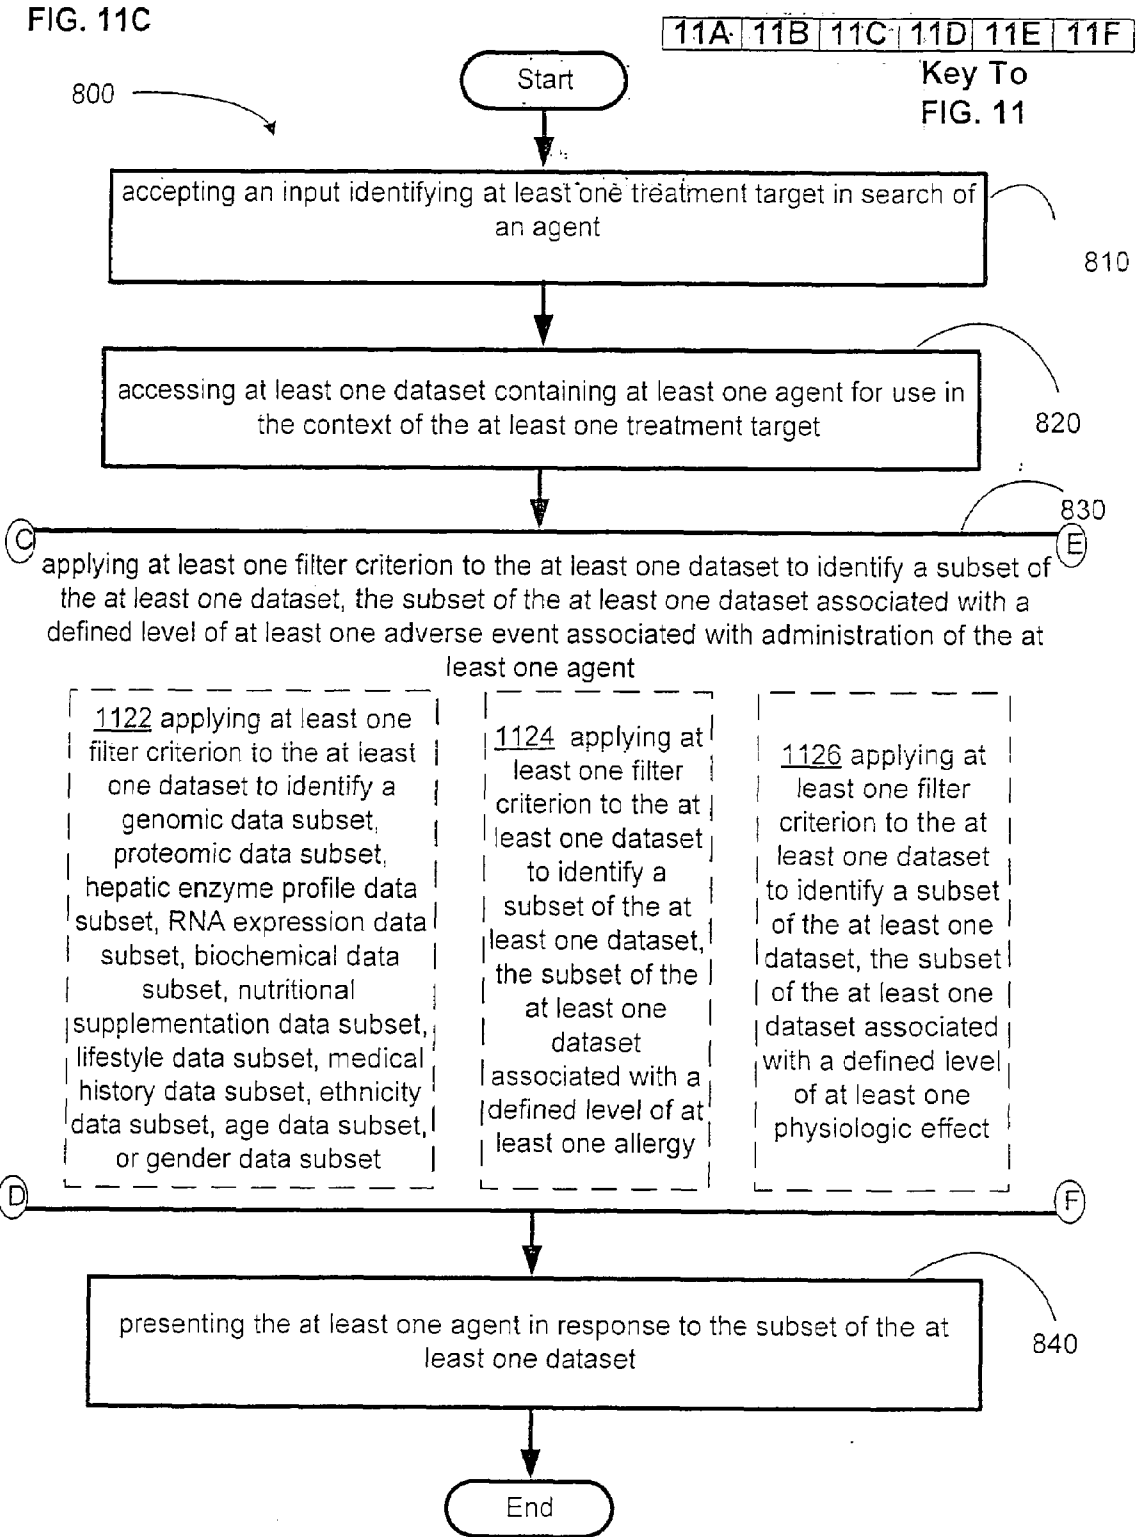 FIG. 11C
11A 11B 11C 11D 11E 11F
Key To
FIG. 11
Start
800
accepting an input identifying at least one treatment target in search of
an agent
810
accessing at least one dataset containing at least one agent for use in
the context of the at least one treatment target
820
830
C
E
applying at least one filter criterion to the at least one dataset to identify a subset of
the at least one dataset, the subset of the at least one dataset associated with a
defined level of at least one adverse event associated with administration of the at
least one agent
1122 applying at least one
filter criterion to the at least
one dataset to identify a
genomic data subset,
proteomic data subset,
hepatic enzyme profile data
subset, RNA expression data
subset, biochemical data
subset, nutritional
supplementation data subset,
lifestyle data subset, medical
history data subset, ethnicity
data subset, age data subset,
or gender data subset
1124 applying at
least one filter
criterion to the at
least one dataset
to identify a
subset of the at
least one dataset,
the subset of the
at least one
dataset
associated with a
defined level of at
least one allergy
1126 applying at
least one filter
criterion to the at
least one dataset
to identify a subset
of the at least one
dataset, the subset
of the at least one
dataset associated
with a defined level
of at least one
physiologic effect
D
F
presenting the at least one agent in response to the subset of the at
least one dataset
840
End